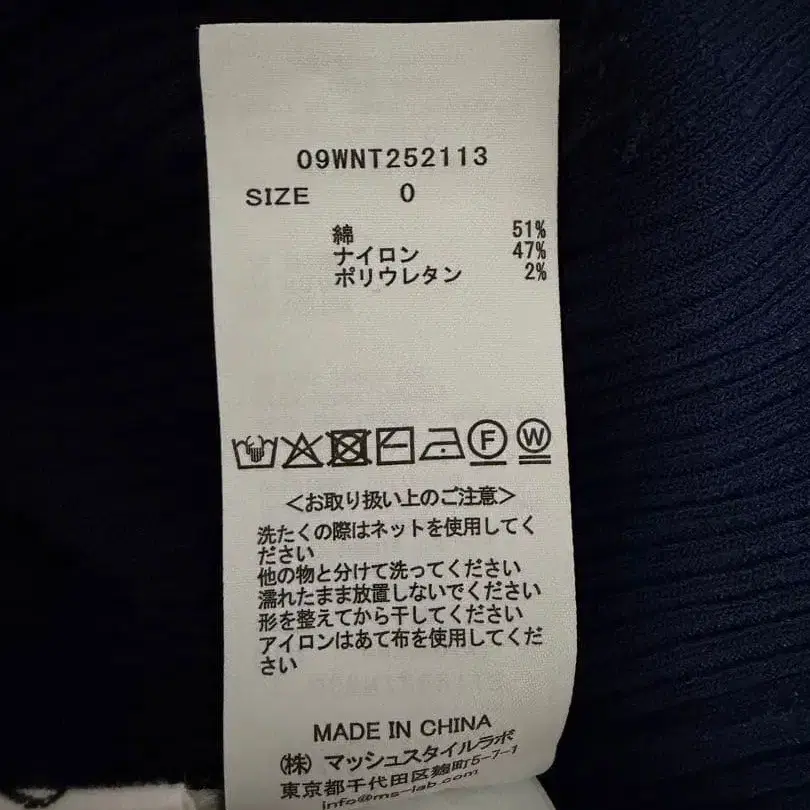 09WNT252113
SIZE 0
綿 51%
ナイロン 47%
ポリウレタン 2%
F W
<お取り扱い上のご注意>
洗たくの際はネットを使用してく
ださい
他の物と分けて洗ってください
濡れたまま放置しないでください
形を整えてから干してください
アイロンはあて布を使用してくだ
さい
MADE IN CHINA
(株) マッシュスタイルラボ
東京都千代田区麹町5-7-1
info@ms-lab.com